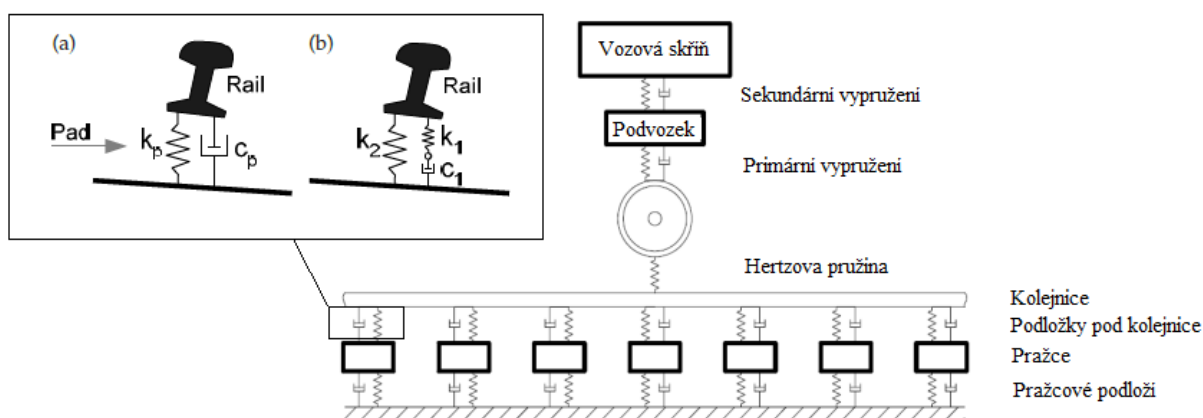 (a)
Rail
Pad
kp
cp
(b)
Rail
k2
k1
c1
Vozová skříň
Sekundární vypružení
Podvozek
Primární vypružení
Hertzova pružina
Kolejnice
Podložky pod kolejnice
Pražce
Pražcové podloží